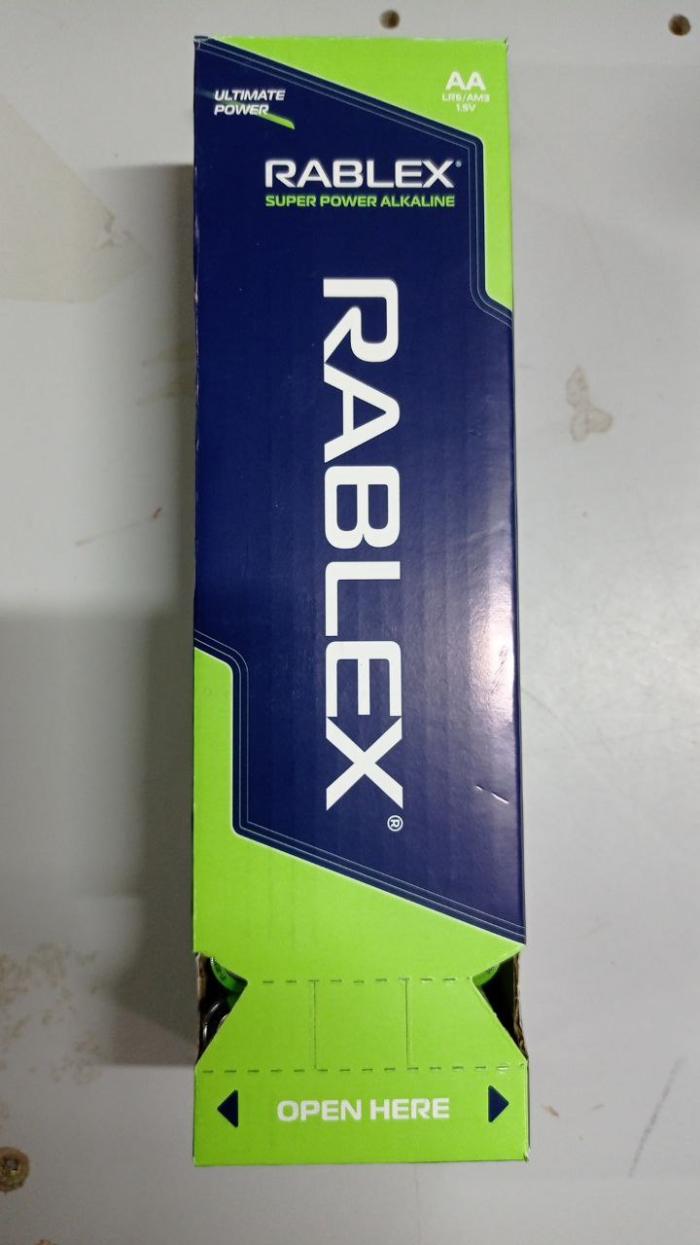 ULTIMATE
POWER
AA
LR6/AM3
1.5V
RABLEX®
SUPER POWER ALKALINE
RABLEX®
OPEN HERE